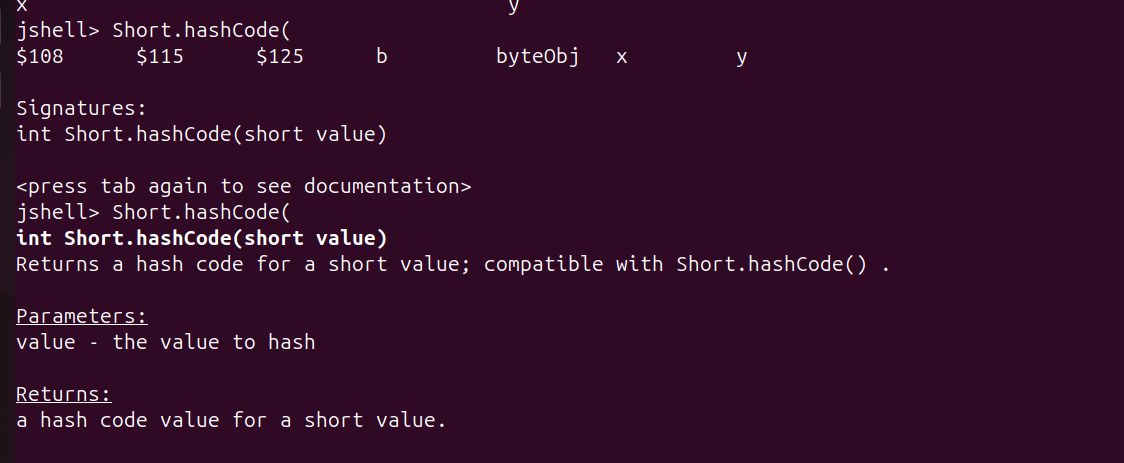 x y
jshell> Short.hashCode(
$108 $115 $125 b byteObj x y
Signatures:
int Short.hashCode(short value)
<press tab again to see documentation>
jshell> Short.hashCode(
int Short.hashCode(short value)
Returns a hash code for a short value; compatible with Short.hashCode() .
Parameters:
value - the value to hash
Returns:
a hash code value for a short value.